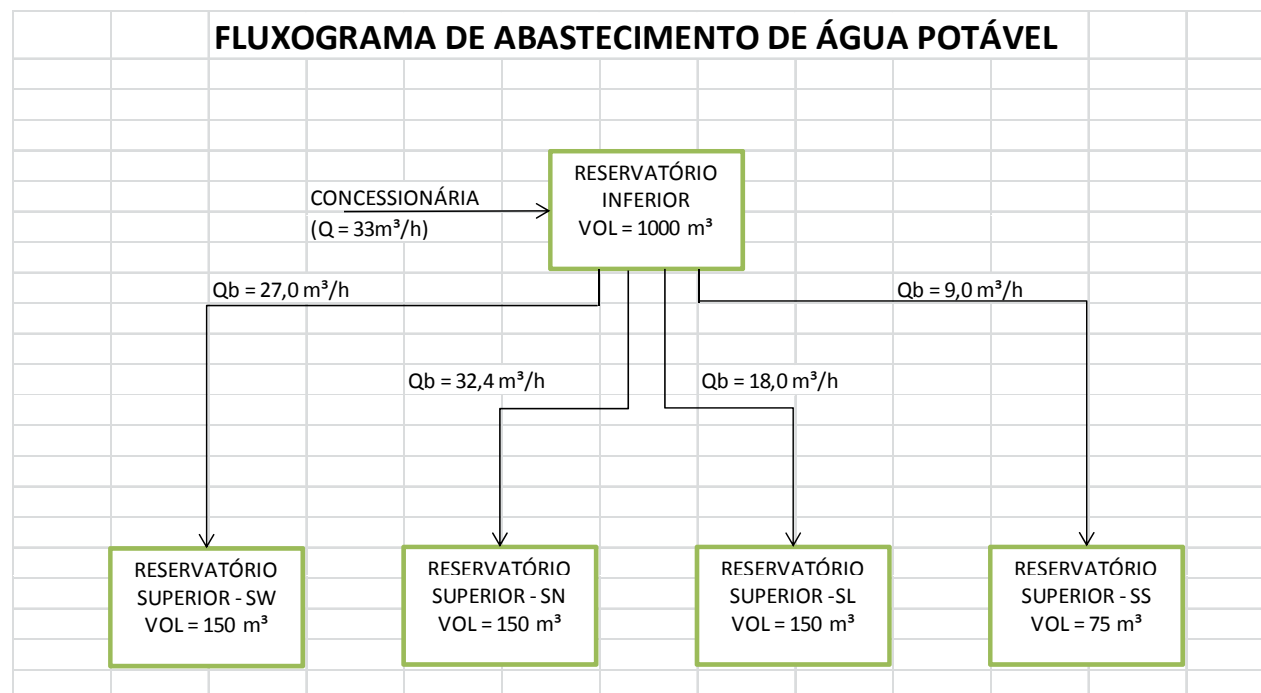 FLUXOGRAMA DE ABASTECIMENTO DE ÁGUA POTÁVEL
RESERVATÓRIO
INFERIOR
VOL = 1000 m³
CONCESSIONÁRIA
(Q = 33m³/h)
Qb = 27,0 m³/h
Qb = 9,0 m³/h
Qb = 32,4 m³/h
Qb = 18,0 m³/h
RESERVATÓRIO
SUPERIOR - SW
VOL = 150 m³
RESERVATÓRIO
SUPERIOR - SN
VOL = 150 m³
RESERVATÓRIO
SUPERIOR -SL
VOL = 150 m³
RESERVATÓRIO
SUPERIOR - SS
VOL = 75 m³